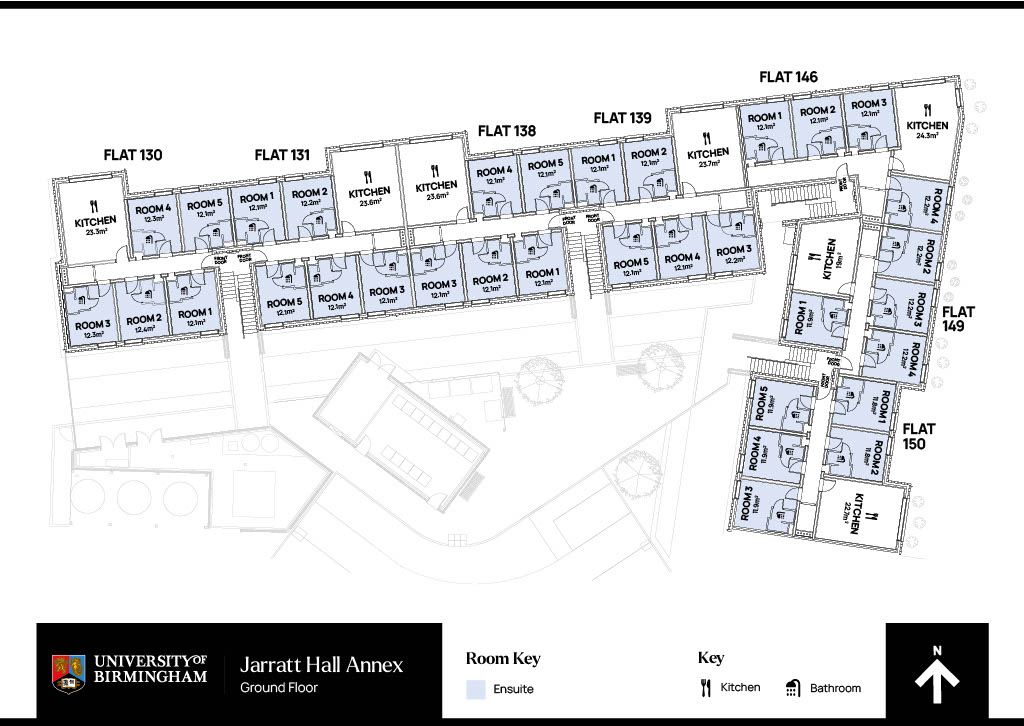 FLAT 146
FLAT 139
FLAT 138
FLAT 131
FLAT 130
KITCHEN
23.3m²
ROOM 4
12.3m²
ROOM 5
12.1m²
ROOM 1
12.1m²
ROOM 2
12.2m²
KITCHEN
23.6m²
KITCHEN
23.6m²
ROOM 4
12.1m²
ROOM 5
12.1m²
ROOM 1
12.1m²
ROOM 2
12.1m²
KITCHEN
23.7m²
ROOM 1
12.1m²
ROOM 2
12.1m²
ROOM 3
12.1m²
KITCHEN
24.3m²
FRONT
DOOR
FRONT
DOOR
FRONT
DOOR
FRONT
DOOR
ROOM 3
12.3m²
ROOM 2
12.4m²
ROOM 1
12.1m²
ROOM 5
12.1m²
ROOM 4
12.1m²
ROOM 3
12.1m²
ROOM 3
12.1m²
ROOM 2
12.1m²
ROOM 1
12.1m²
ROOM 5
12.1m²
ROOM 4
12.1m²
ROOM 3
12.2m²
ROOM 4
12.2m²
KITCHEN
19m²
ROOM 2
12.2m²
ROOM 1
11.9m²
ROOM 3
12.2m²
FLAT
149
ROOM 4
12.2m²
FRONT
DOOR
FRONT
DOOR
ROOM 5
11.9m²
ROOM 1
11.8m²
FLAT
150
ROOM 4
11.9m²
ROOM 2
11.8m²
ROOM 3
11.9m²
KITCHEN
22.7m²
UNIVERSITY OF
BIRMINGHAM
Jarratt Hall Annex
Ground Floor
Room Key
Ensuite
Key
Kitchen
Bathroom
N